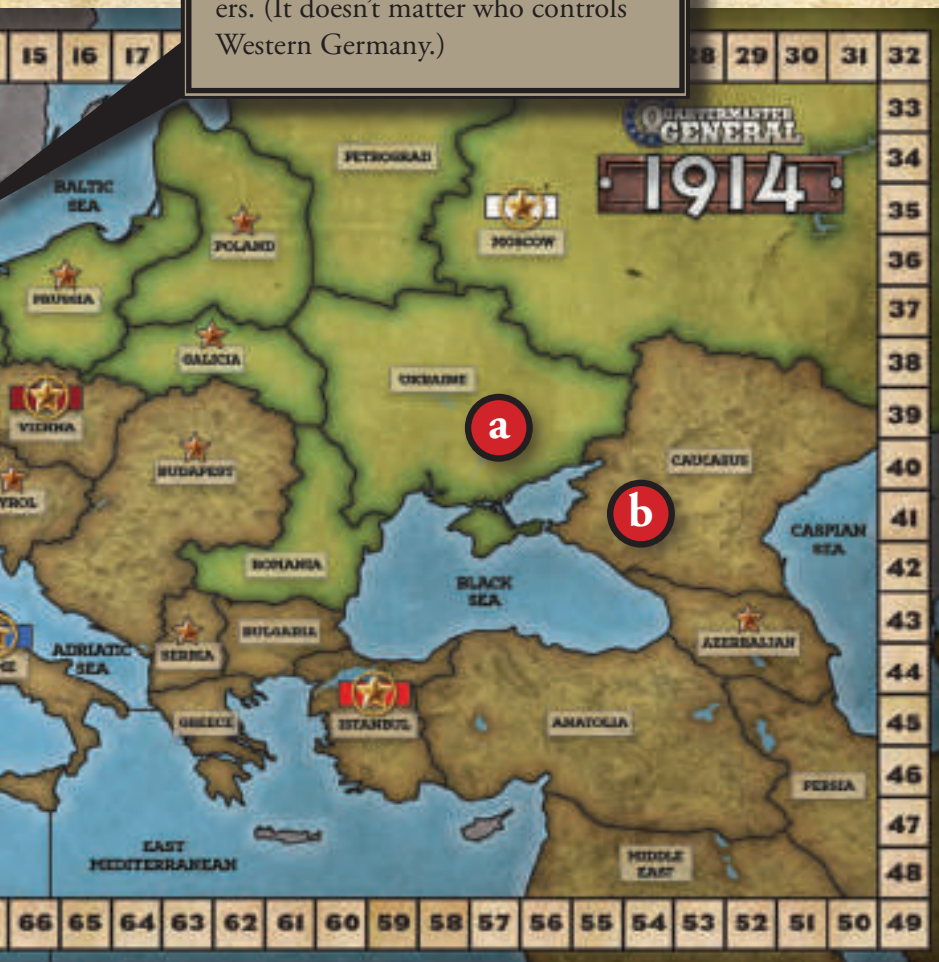 ers. (It doesn't matter who controls
Western Germany.)
15 16 17 28 29 30 31 32
33
QUARTERMASTER
GENERAL
1914
34
PETROGRAD
BALTIC
SEA
35
MOSCOW
POLAND
36
PRUSSIA
37
GALICIA
38
UKRAINE
VIENNA
39
a
BUDAPEST
CAUCASUS
40
YROL
b
41
CASPIAN
SEA
ROMANIA
42
BLACK
SEA
43
BULGARIA
AZERBAIJAN
ADRIATIC
SEA
SERBIA
ME
44
GREECE
ISTANBUL
ANATOLIA
45
46
PERSIA
47
EAST
MEDITERRANEAN
MIDDLE
EAST
48
66 65 64 63 62 61 60 59 58 57 56 55 54 53 52 51 50 49